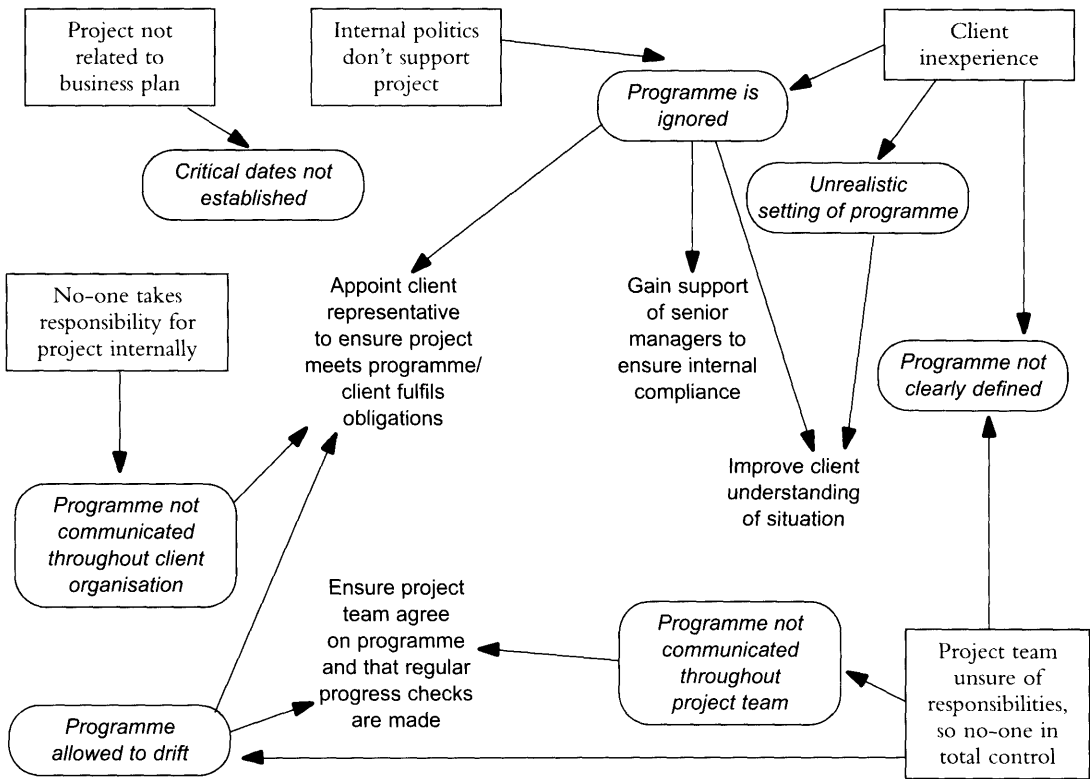 Project not
related to
business plan
Internal politics
don't support
project
Client
inexperience
Programme is
ignored
Critical dates not
established
Unrealistic
setting of programme
No-one takes
responsibility for
project internally
Appoint client
representative
to ensure project
meets programme/
client fulfils
obligations
Gain support
of senior
managers to
ensure internal
compliance
Programme not
clearly defined
Improve client
understanding
of situation
Programme not
communicated
throughout client
organisation
Ensure project
team agree
on programme
and that regular
progress checks
are made
Programme not
communicated
throughout
project team
Project team
unsure of
responsibilities,
so no-one in
total control
Programme
allowed to drift